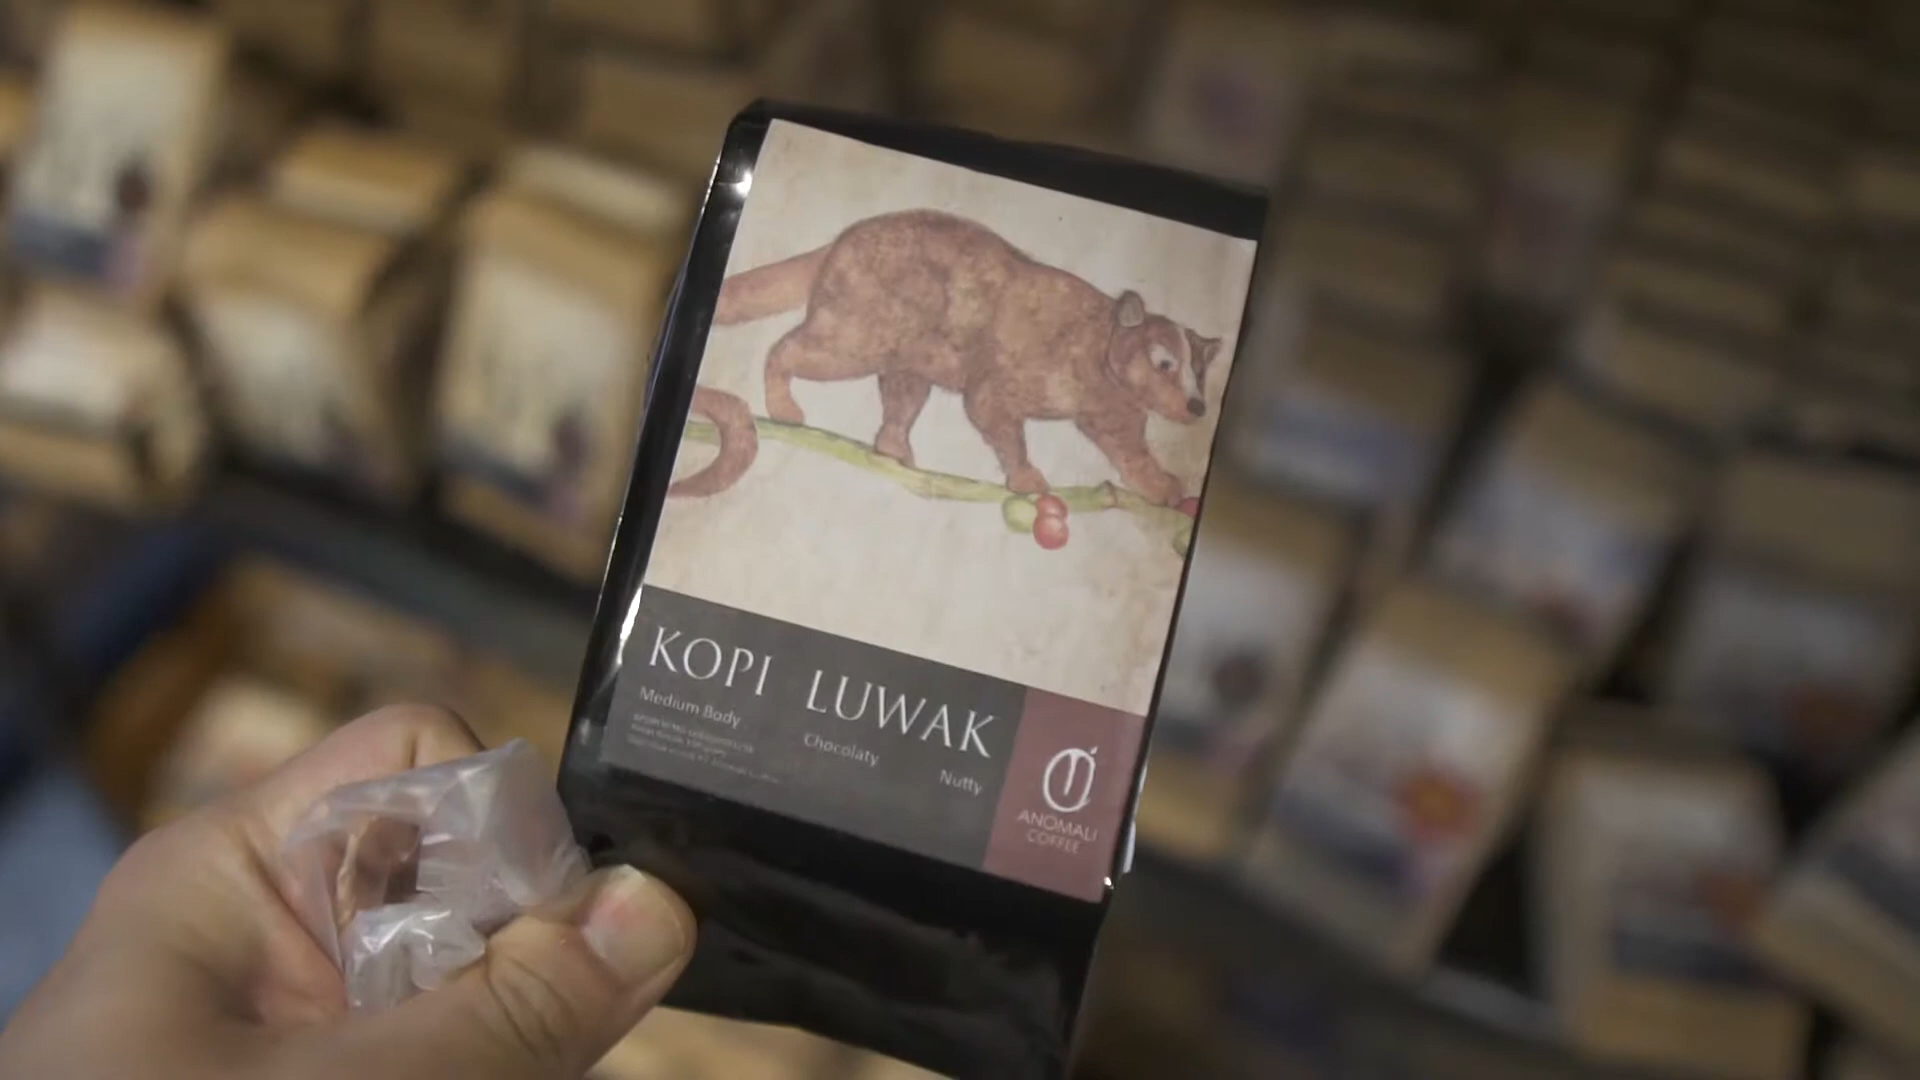 KOPI LUWAK
Medium Body
Chocolaty
Nutty
ANOMALI
COFFEE